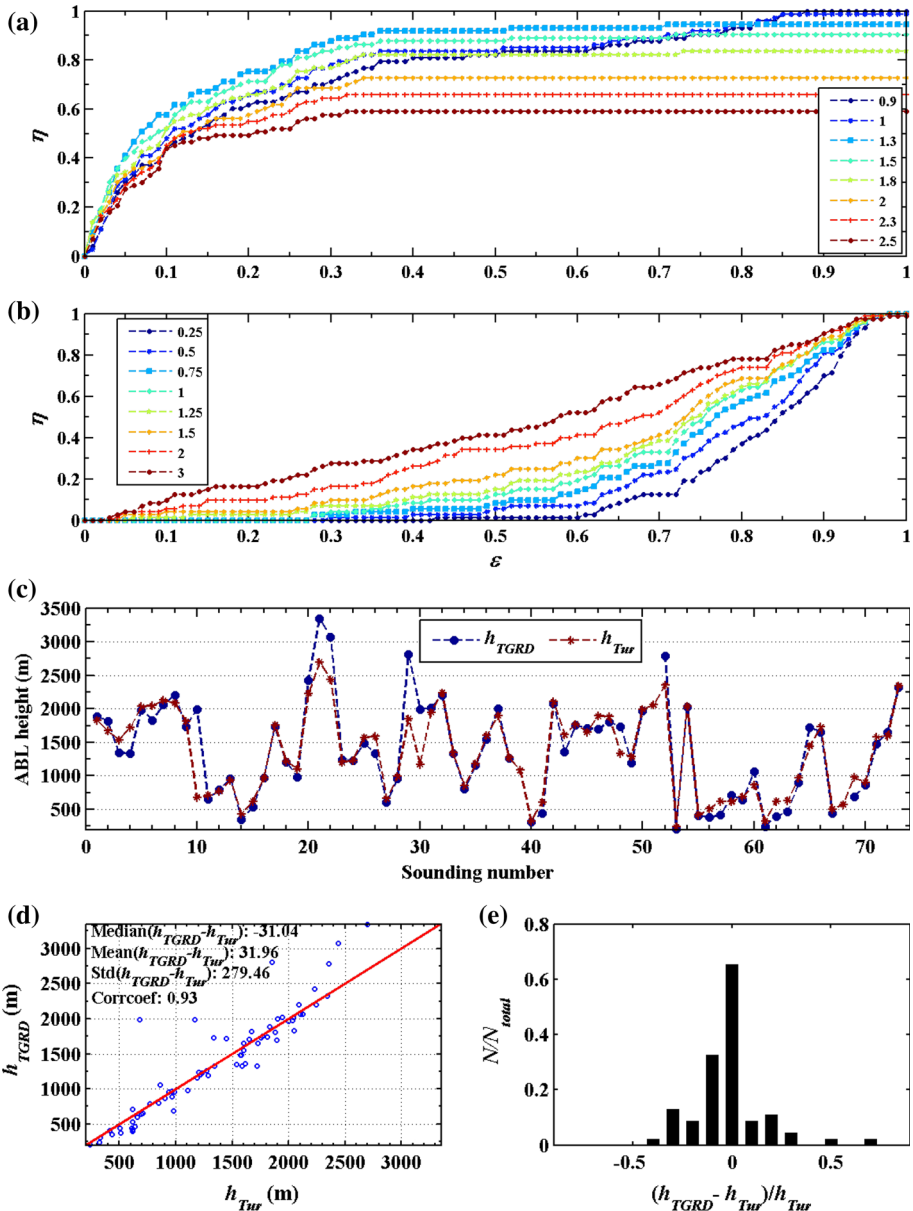 (a)
η
1
0.8
0.6
0.4
0.2
0
0.9
1
1.3
1.5
1.8
2
2.3
2.5
0 0.1 0.2 0.3 0.4 0.5 0.6 0.7 0.8 0.9 1
(b)
η
1
0.8
0.6
0.4
0.2
0
0.25
0.5
0.75
1
1.25
1.5
2
3
0 0.1 0.2 0.3 0.4 0.5 0.6 0.7 0.8 0.9 1
ε
(c)
ABL height (m)
3500
3000
2500
2000
1500
1000
500
h_TGRD h_Tur
0 10 20 30 40 50 60 70
Sounding number
(d)
h_TGRD (m)
Median(h_TGRD-h_Tur): -31.04
Mean(h_TGRD-h_Tur): 31.96
Std(h_TGRD-h_Tur): 279.46
Corrcoef: 0.93
3000
2500
2000
1500
1000
500
500 1000 1500 2000 2500 3000
h_Tur (m)
(e)
N/N_total
0.8
0.6
0.4
0.2
0
-0.5 0 0.5
(h_TGRD- h_Tur)/h_Tur